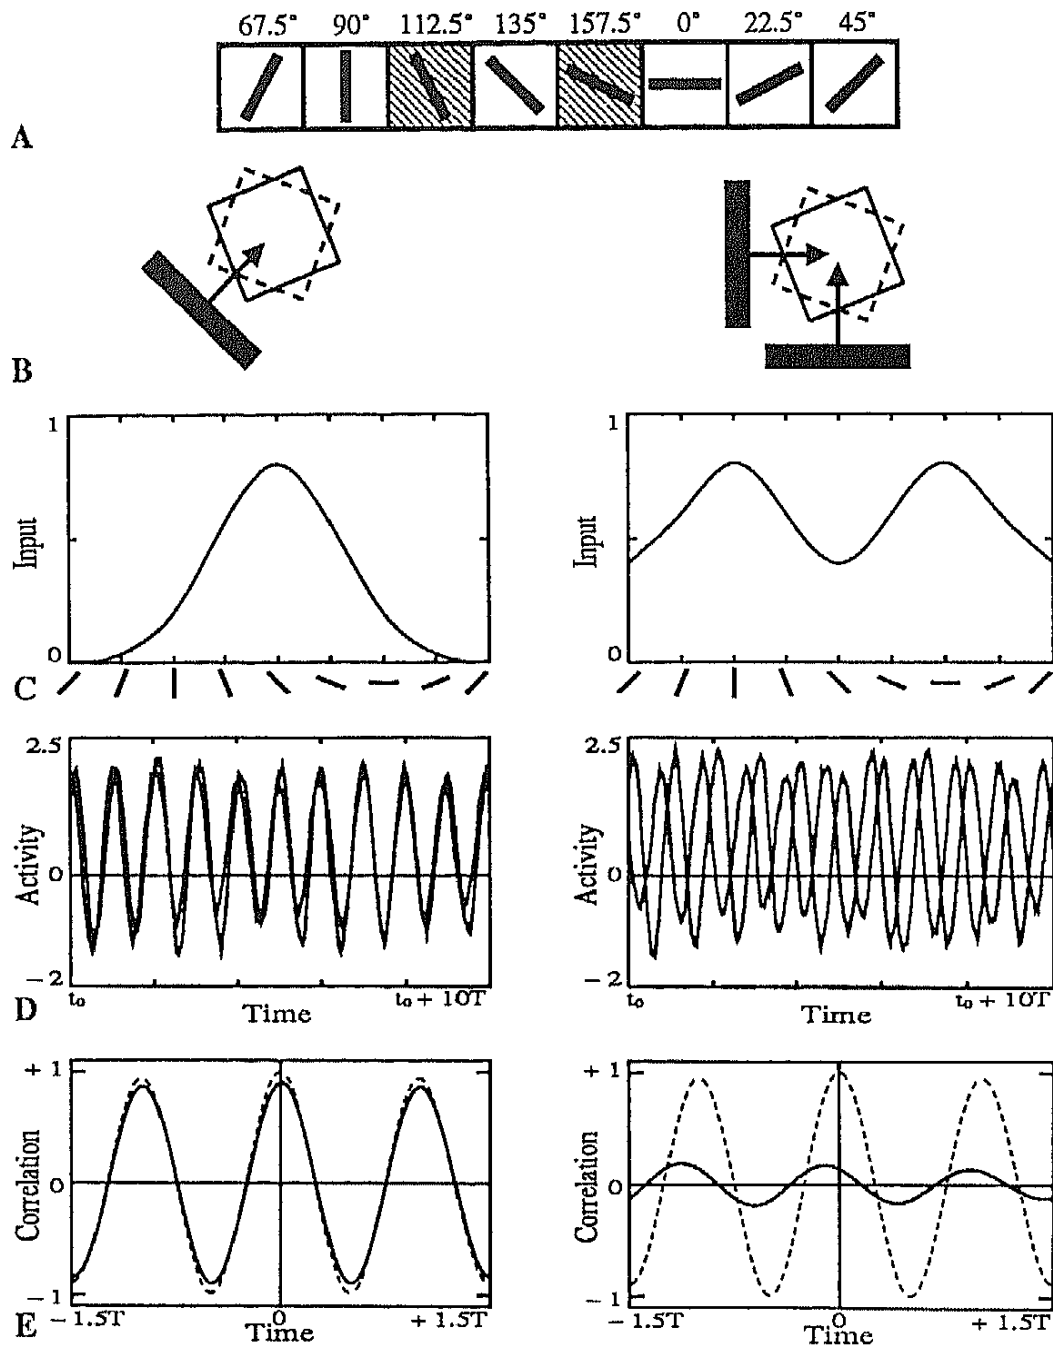 67.5° 90° 112.5° 135° 157.5° 0° 22.5° 45°
A
B
1 1
Input Input
0 0
C
2.5 2.5
Activity Activity
0 0
-2 -2
t₀ t₀ + 10T t₀ t₀ + 10T
D Time Time
+1 +1
Correlation Correlation
0 0
-1 -1
-1.5T 0 +1.5T -1.5T 0 +1.5T
E Time Time